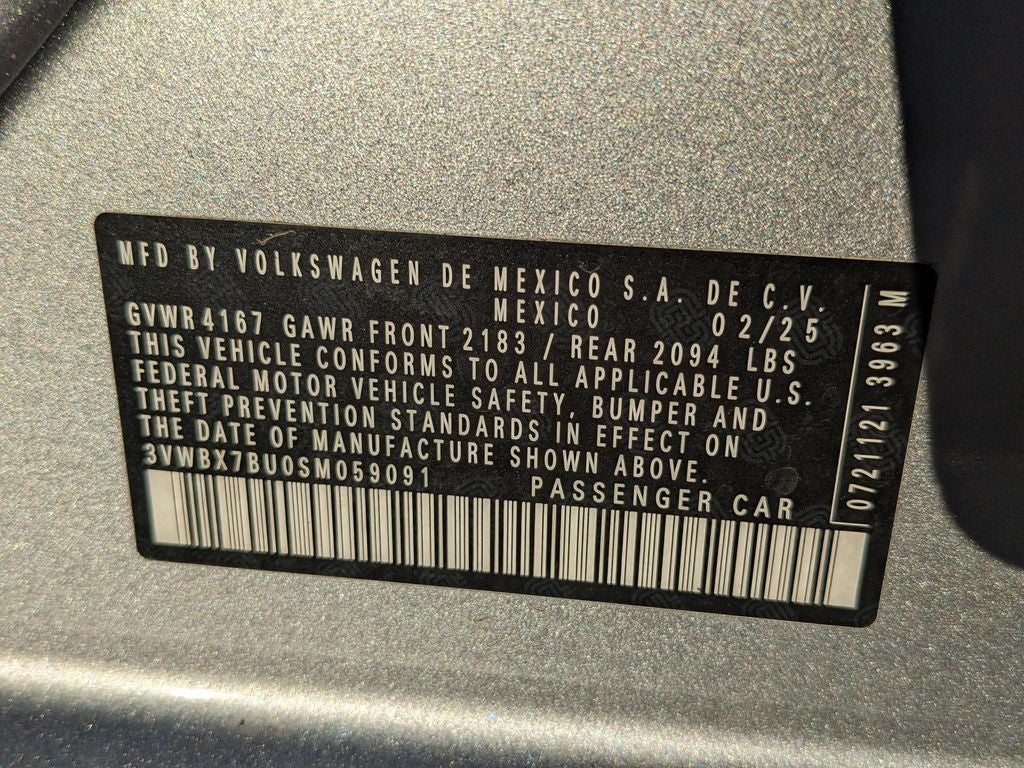 MFD BY VOLKSWAGEN DE MEXICO S.A. DE C.V.
MEXICO 02/25
GVWR 4167 GAWR FRONT 2183 / REAR 2094 LBS
THIS VEHICLE CONFORMS TO ALL APPLICABLE U.S.
FEDERAL MOTOR VEHICLE SAFETY, BUMPER AND
THEFT PREVENTION STANDARDS IN EFFECT ON
THE DATE OF MANUFACTURE SHOWN ABOVE.
3VWBX7BU0SM059091 PASSENGER CAR
0721121 3963 M